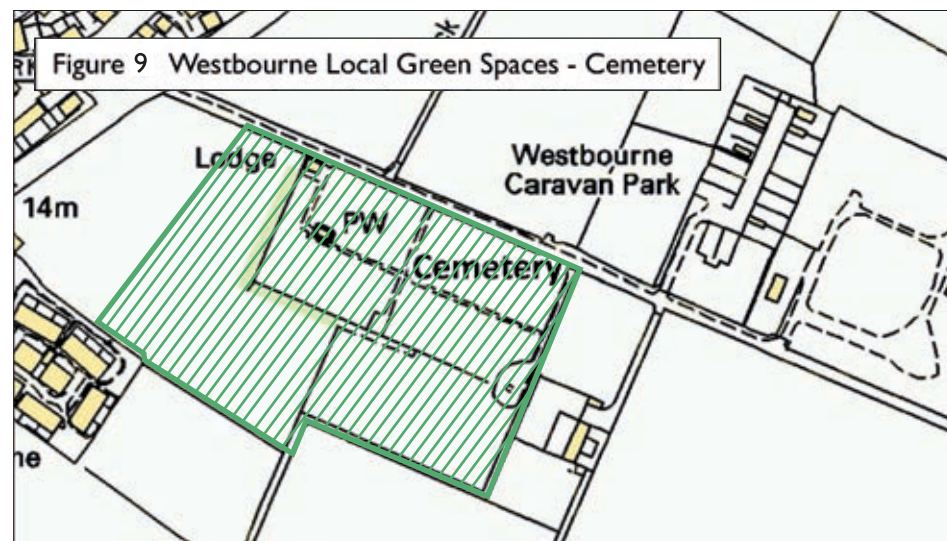 Figure 9 Westbourne Local Green Spaces - Cemetery
Lodge
Westbourne
Caravan Park
14m
PW
Cemetery